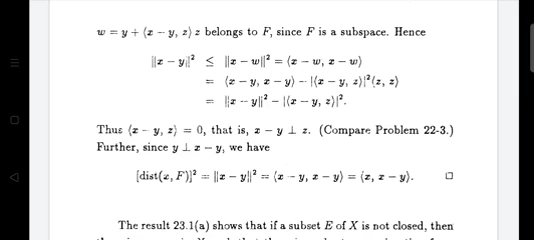 w = y + ⟨x − y, z⟩ z belongs to F, since F is a subspace. Hence
‖x − y‖² ≤ ‖x − w‖² = ⟨x − w, x − w⟩
= ⟨x − y, x − y⟩ − |⟨x − y, z⟩|²⟨z, z⟩
= ‖x − y‖² − |⟨x − y, z⟩|².
Thus ⟨x − y, z⟩ = 0, that is, x − y ⊥ z. (Compare Problem 22-3.)
Further, since y ⊥ x − y, we have
[dist(x, F)]² = ‖x − y‖² = ⟨x − y, x − y⟩ = ⟨x, x − y⟩. □
The result 23.1(a) shows that if a subset E of X is not closed, then